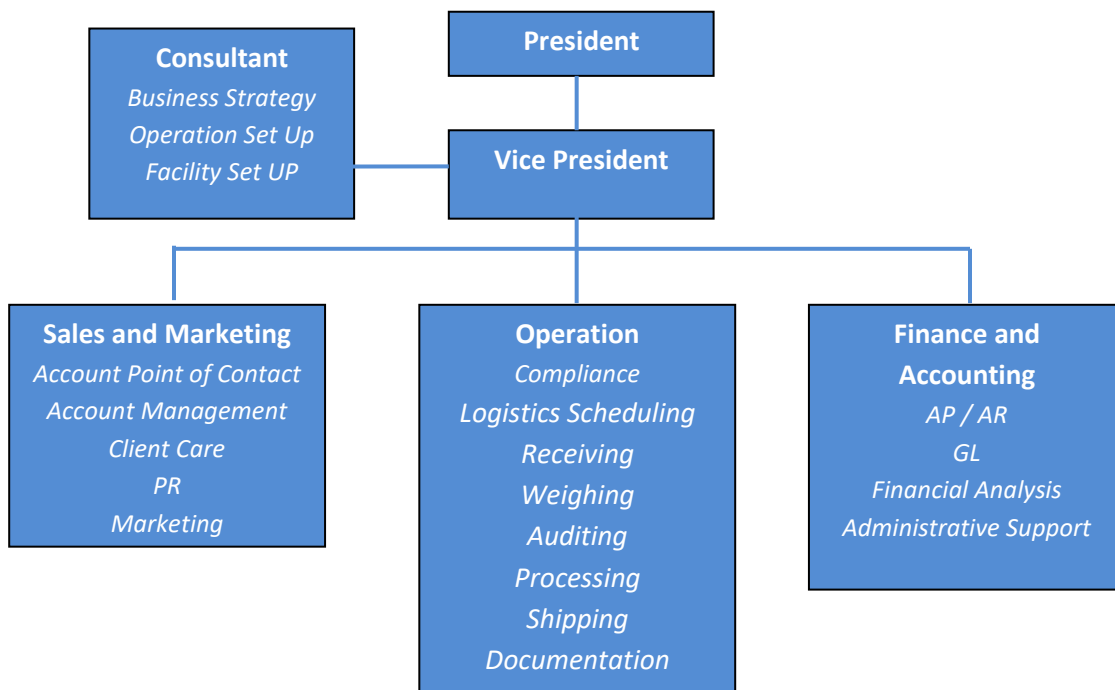 President
Consultant
Business Strategy
Operation Set Up
Facility Set UP
Vice President
Sales and Marketing
Account Point of Contact
Account Management
Client Care
PR
Marketing
Operation
Compliance
Logistics Scheduling
Receiving
Weighing
Auditing
Processing
Shipping
Documentation
Finance and
Accounting
AP / AR
GL
Financial Analysis
Administrative Support